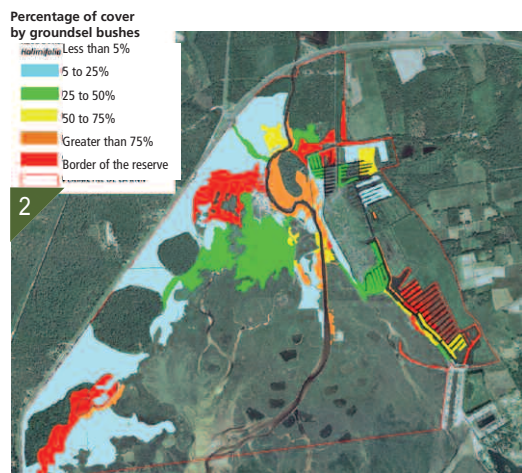 Percentage of cover
by groundsel bushes
Less than 5%
5 to 25%
25 to 50%
50 to 75%
Greater than 75%
Border of the reserve
2